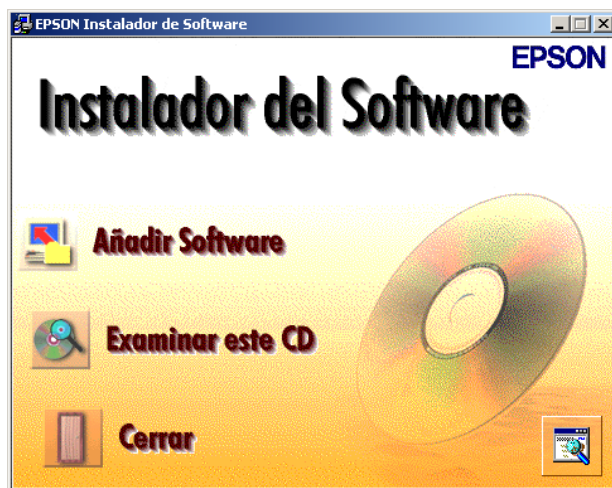 EPSON Instalador de Software
EPSON
Instalador del Software
Añadir Software
Examinar este CD
Cerrar